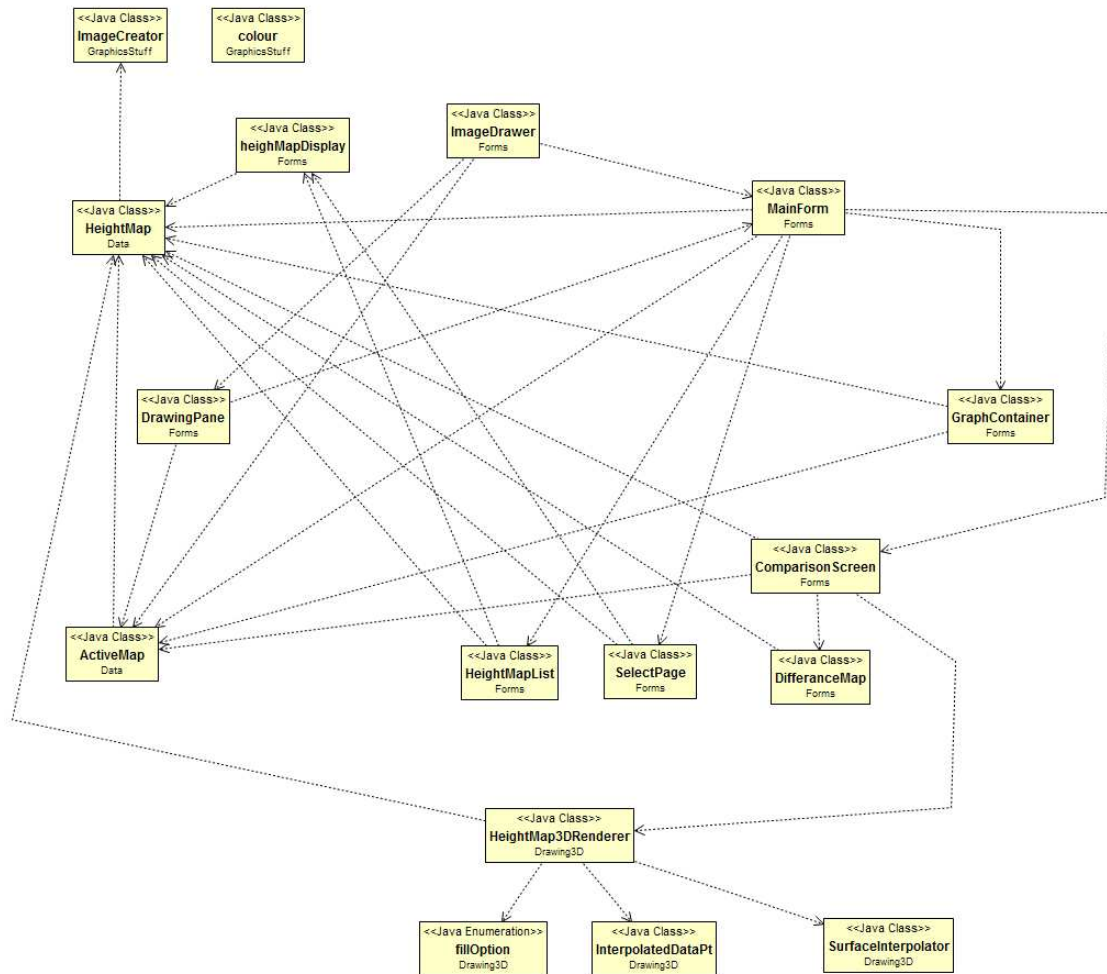 <<Java Class>>
ImageCreator
GraphicsStuff
<<Java Class>>
colour
GraphicsStuff
<<Java Class>>
heighMapDisplay
Forms
<<Java Class>>
ImageDrawer
Forms
<<Java Class>>
MainForm
Forms
<<Java Class>>
HeightMap
Data
<<Java Class>>
DrawingPane
Forms
<<Java Class>>
GraphContainer
Forms
<<Java Class>>
ComparisonScreen
Forms
<<Java Class>>
ActiveMap
Data
<<Java Class>>
HeightMapList
Forms
<<Java Class>>
SelectPage
Forms
<<Java Class>>
DifferanceMap
Forms
<<Java Class>>
HeightMap3DRenderer
Drawing3D
<<Java Enumeration>>
fillOption
Drawing3D
<<Java Class>>
InterpolatedDataPt
Drawing3D
<<Java Class>>
SurfaceInterpolator
Drawing3D